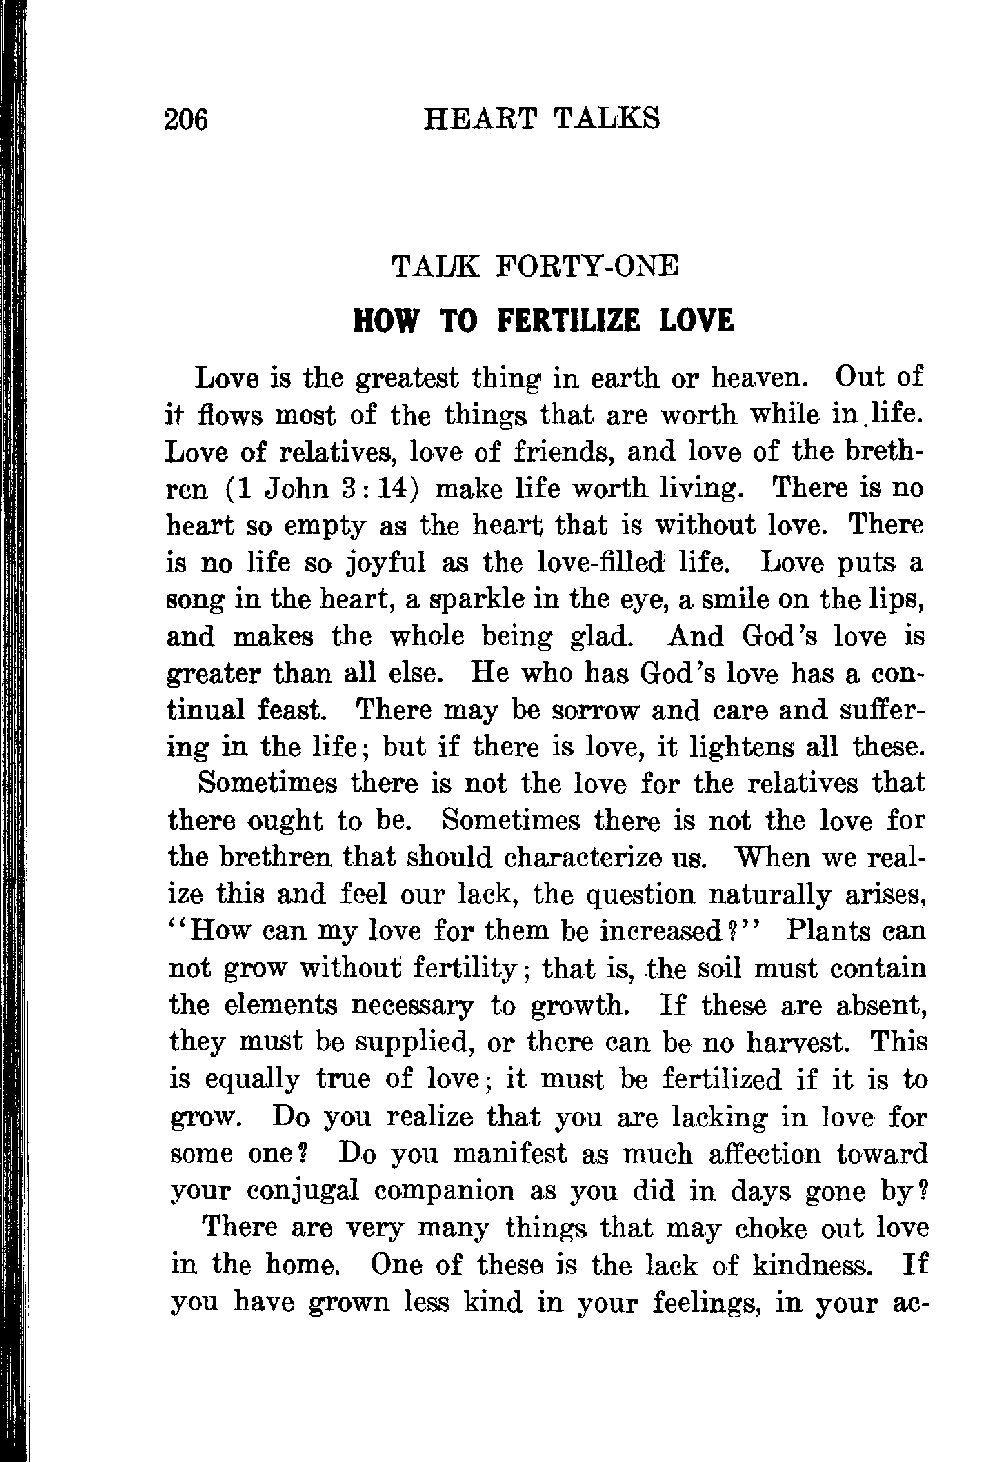 206 HEART TALKS
TALK FORTY-ONE
HOW TO FERTILIZE LOVE
Love is the greatest thing in earth or heaven. Out of
it flows most of the things that are worth while in life.
Love of relatives, love of friends, and love of the breth-
ren (1 John 3:14) make life worth living. There is no
heart so empty as the heart that is without love. There
is no life so joyful as the love-filled life. Love puts a
song in the heart, a sparkle in the eye, a smile on the lips,
and makes the whole being glad. And God's love is
greater than all else. He who has God's love has a con-
tinual feast. There may be sorrow and care and suffer-
ing in the life; but if there is love, it lightens all these.
Sometimes there is not the love for the relatives that
there ought to be. Sometimes there is not the love for
the brethren that should characterize us. When we real-
ize this and feel our lack, the question naturally arises,
"How can my love for them be increased?" Plants can
not grow without fertility; that is, the soil must contain
the elements necessary to growth. If these are absent,
they must be supplied, or there can be no harvest. This
is equally true of love; it must be fertilized if it is to
grow. Do you realize that you are lacking in love for
some one? Do you manifest as much affection toward
your conjugal companion as you did in days gone by?
There are very many things that may choke out love
in the home. One of these is the lack of kindness. If
you have grown less kind in your feelings, in your ac-